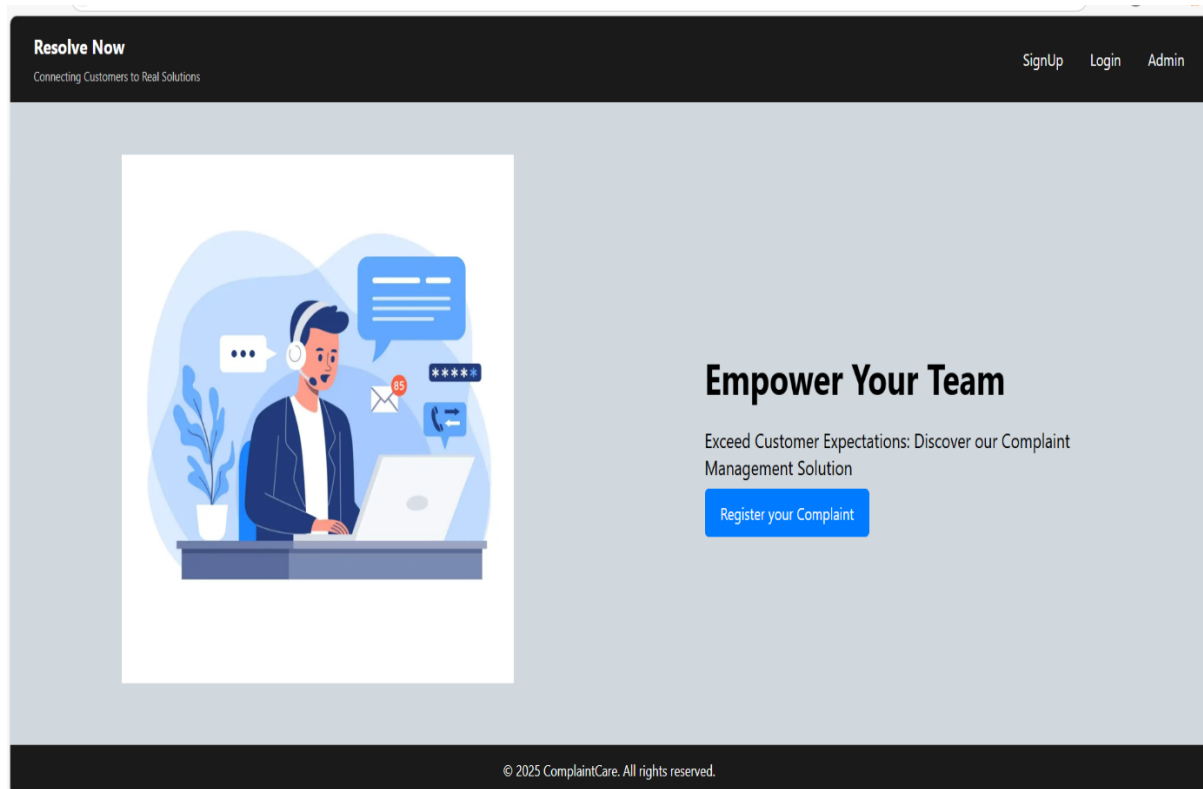 Resolve Now
Connecting Customers to Real Solutions
SignUp Login Admin
85
*****
Empower Your Team
Exceed Customer Expectations: Discover our Complaint
Management Solution
Register your Complaint
© 2025 ComplaintCare. All rights reserved.